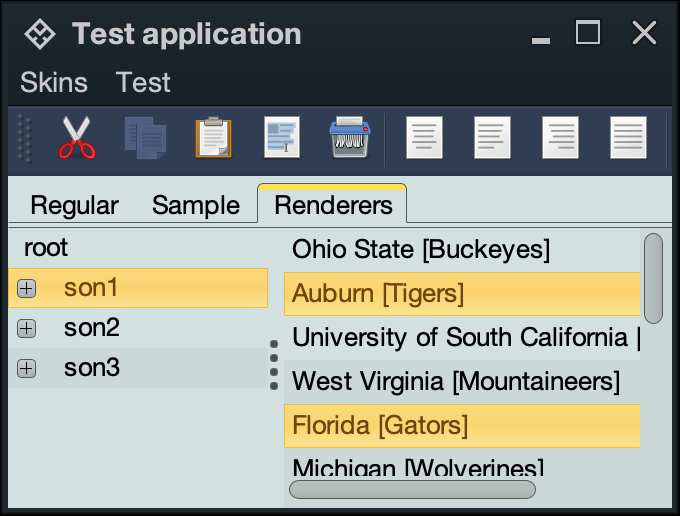 Test application
Skins Test
Regular Sample Renderers
root
son1
son2
son3
Ohio State [Buckeyes]
Auburn [Tigers]
University of South California [
West Virginia [Mountaineers]
Florida [Gators]
Michigan [Wolverines]